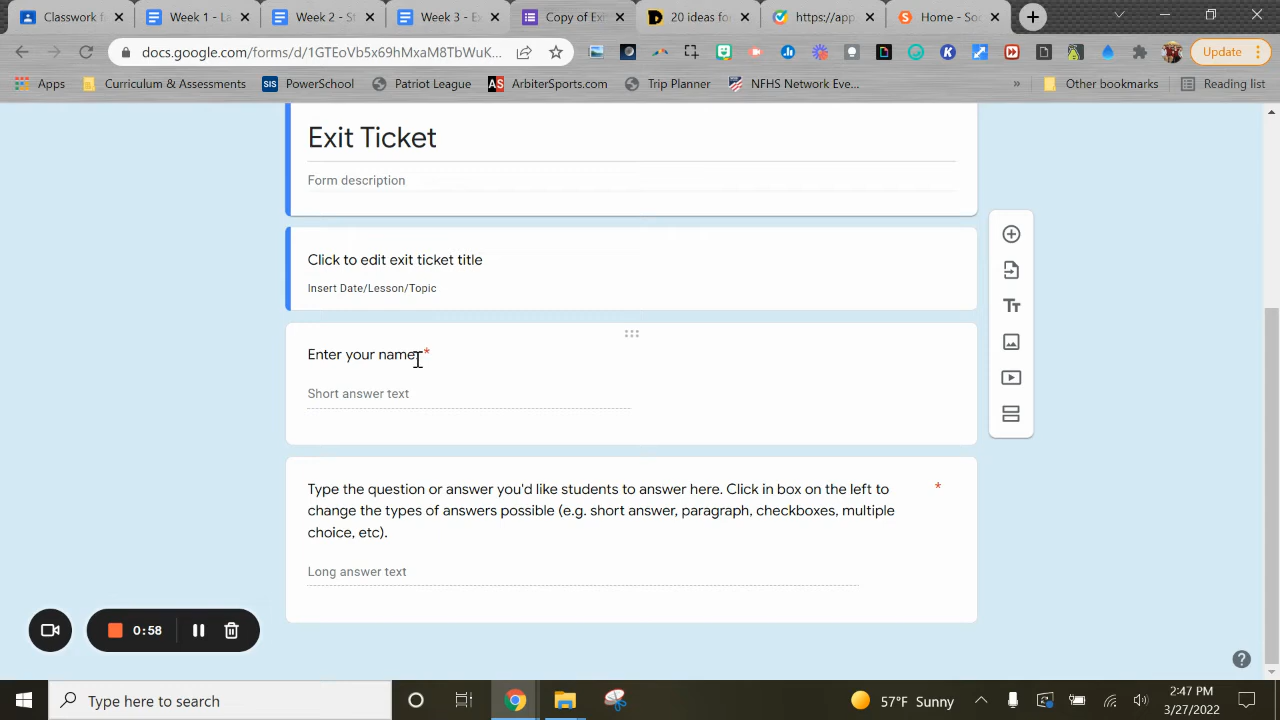 Classwork f
Week 1 - La
Week 2 - S
Week 3 - E
Copy of Exi
20 ideas fo
https://app
Home - Soc
docs.google.com/forms/d/1GTEoVb5x69hMxaM8TbWuK...
Update
Apps
Curriculum & Assessments
SIS
PowerSchool
Patriot League
AS
ArbiterSports.com
Trip Planner
NFHS Network Eve...
»
Other bookmarks
Reading list
Exit Ticket
Form description
Click to edit exit ticket title
Insert Date/Lesson/Topic
Enter your name *
Short answer text
Type the question or answer you'd like students to answer here. Click in box on the left to *
change the types of answers possible (e.g. short answer, paragraph, checkboxes, multiple
choice, etc).
Long answer text
0:58
Type here to search
57°F Sunny
2:47 PM
3/27/2022